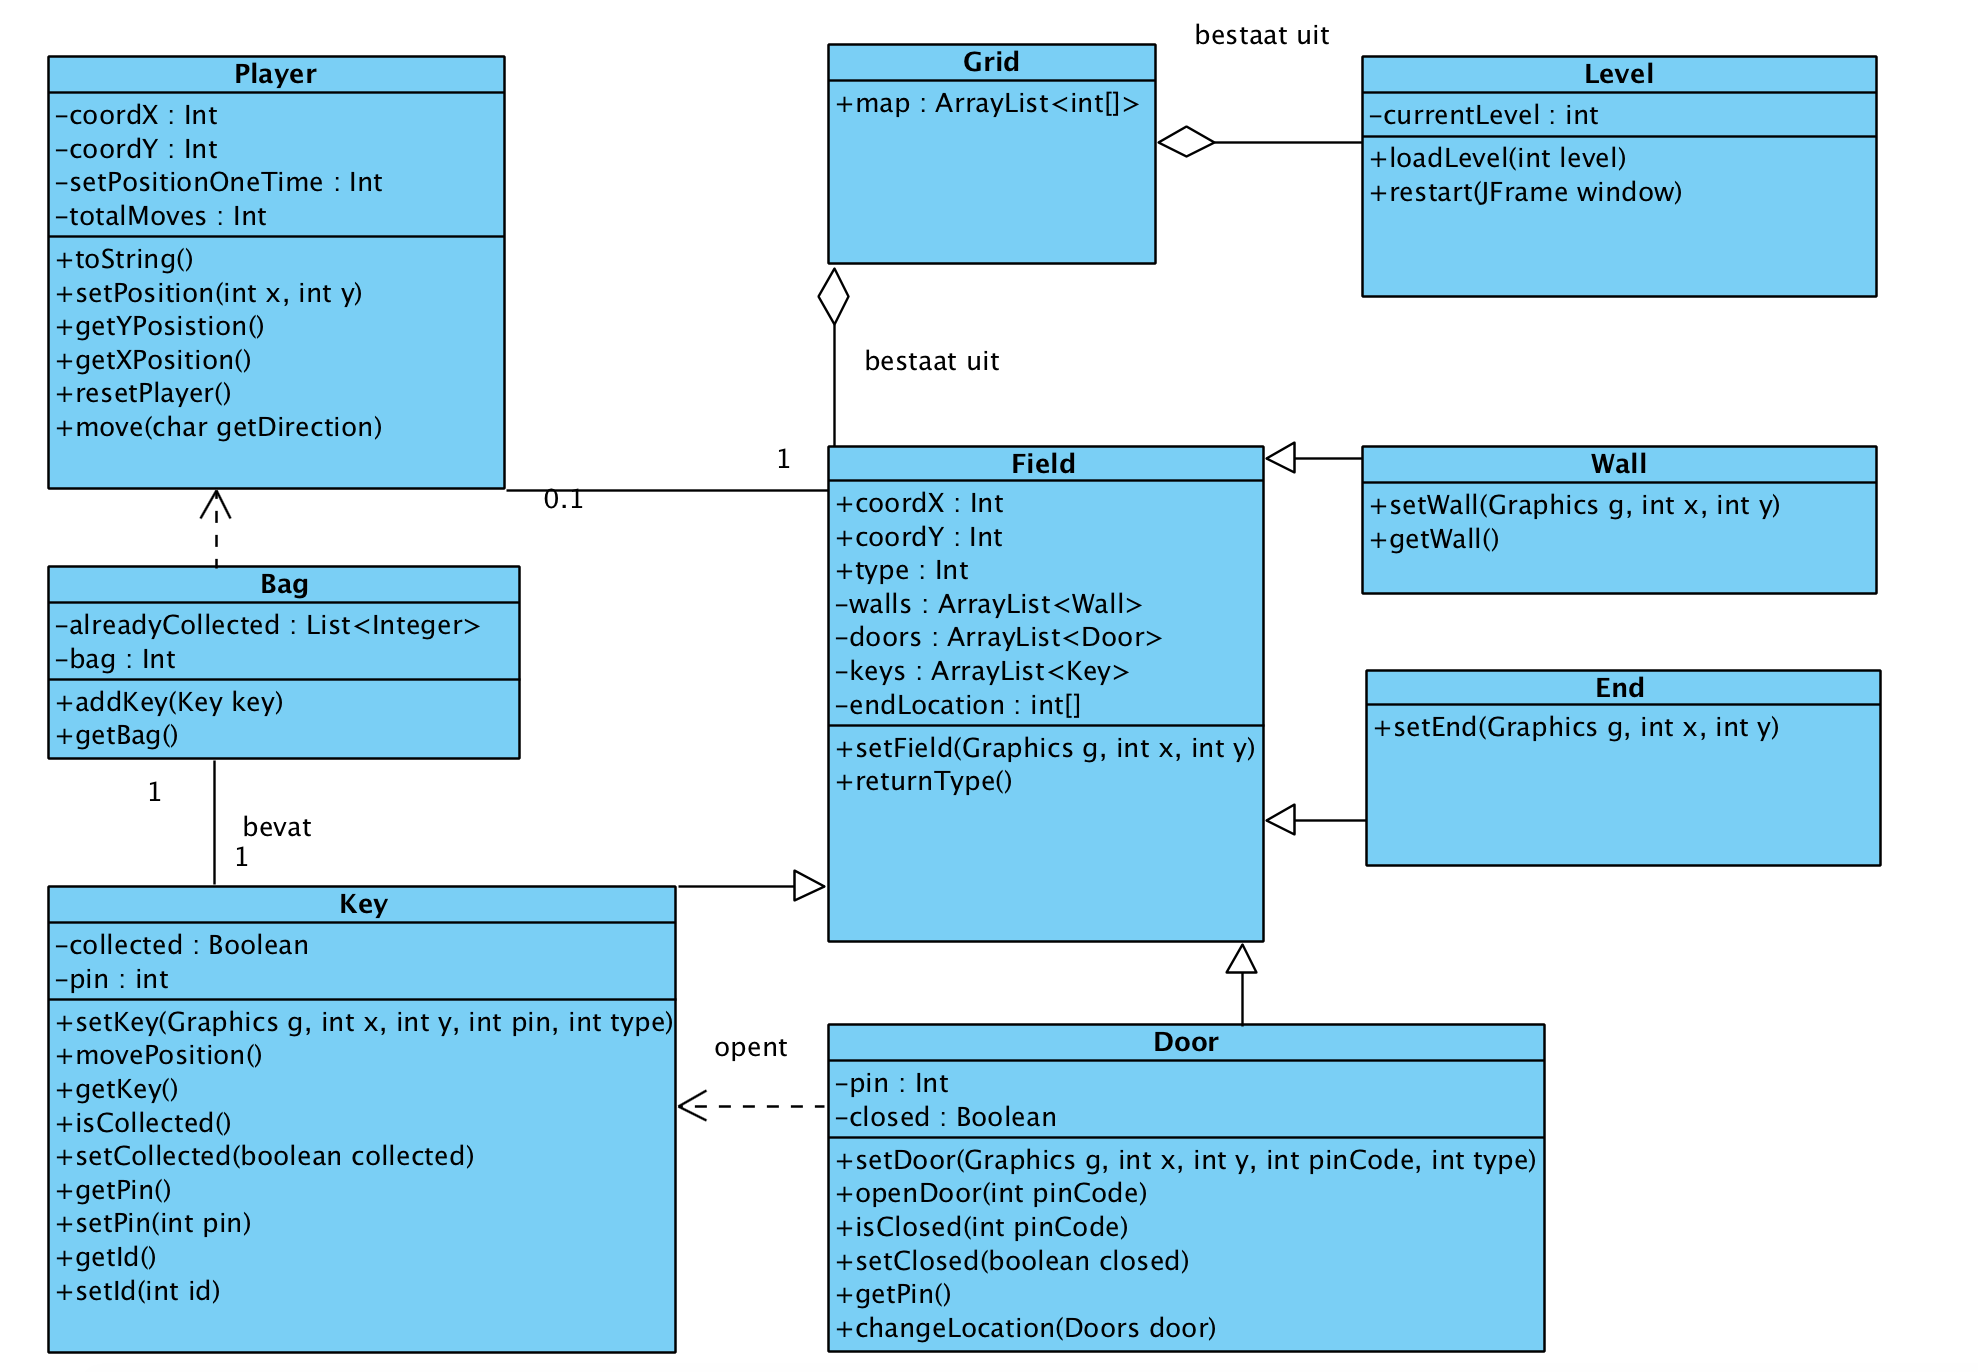 Player
-coordX : Int
-coordY : Int
-setPositionOneTime : Int
-totalMoves : Int
+toString()
+setPosition(int x, int y)
+getYPosistion()
+getXPosition()
+resetPlayer()
+move(char getDirection)
Grid
+map : ArrayList<int[]>
bestaat uit
Level
-currentLevel : int
+loadLevel(int level)
+restart(JFrame window)
bestaat uit
1
0.1
Field
+coordX : Int
+coordY : Int
+type : Int
-walls : ArrayList<Wall>
-doors : ArrayList<Door>
-keys : ArrayList<Key>
-endLocation : int[]
+setField(Graphics g, int x, int y)
+returnType()
Wall
+setWall(Graphics g, int x, int y)
+getWall()
Bag
-alreadyCollected : List<Integer>
-bag : Int
+addKey(Key key)
+getBag()
End
+setEnd(Graphics g, int x, int y)
1
bevat
1
Key
-collected : Boolean
-pin : int
+setKey(Graphics g, int x, int y, int pin, int type)
+movePosition()
+getKey()
+isCollected()
+setCollected(boolean collected)
+getPin()
+setPin(int pin)
+getId()
+setId(int id)
opent
Door
-pin : Int
-closed : Boolean
+setDoor(Graphics g, int x, int y, int pinCode, int type)
+openDoor(int pinCode)
+isClosed(int pinCode)
+setClosed(boolean closed)
+getPin()
+changeLocation(Doors door)